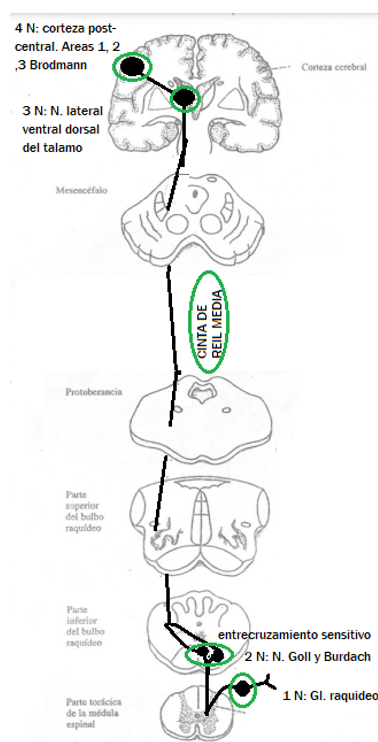 4 N: corteza post-
central. Areas 1, 2
,3 Brodmann
Corteza cerebral
3 N: N. lateral
ventral dorsal
del talamo
Mesencéfalo
CINTA DE
REIL MEDIA
Protuberancia
Parte
superior
del bulbo
raquídeo
Parte
inferior
del bulbo
raquídeo
entrecruzamiento sensitivo
2 N: N. Goll y Burdach
1 N: Gl. raquideo
Parte torácica
de la médula
espinal